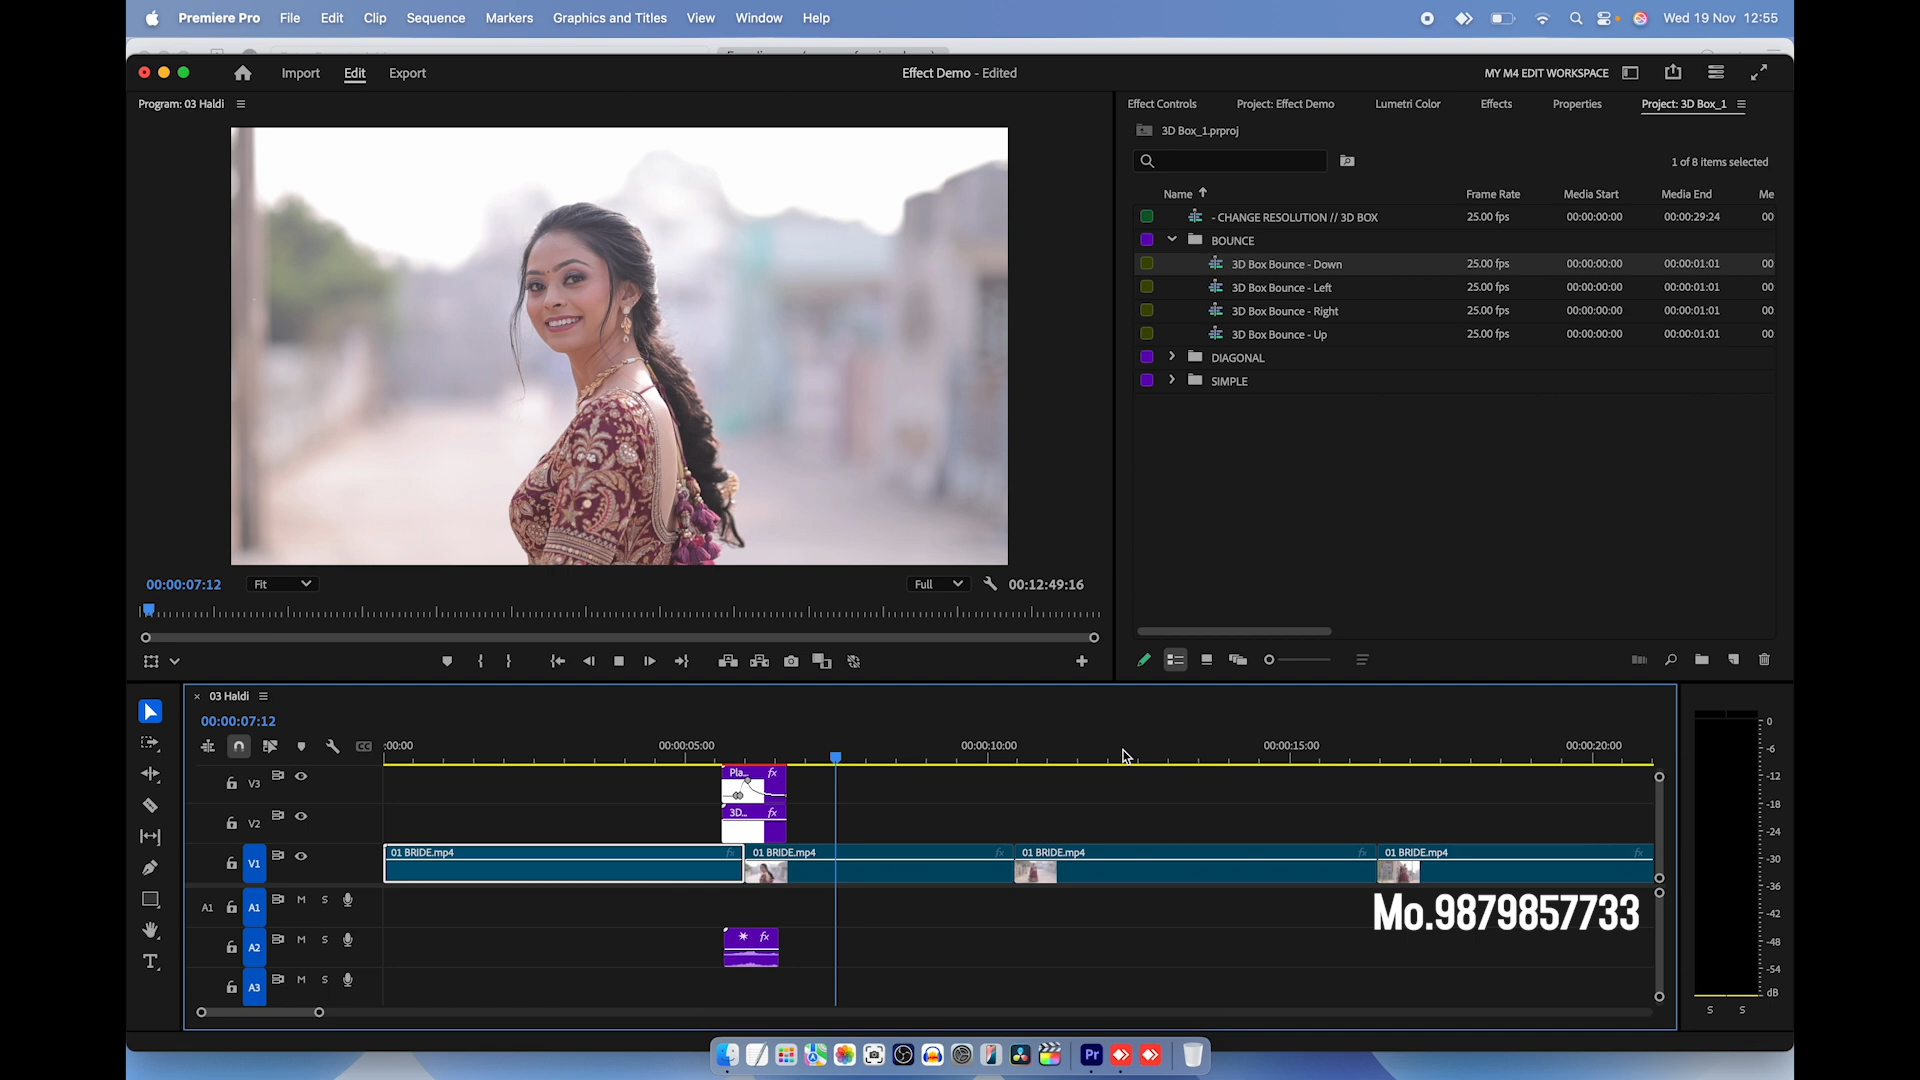 Premiere Pro File Edit Clip Sequence Markers Graphics and Titles View Window Help Wed 19 Nov 12:55
Import Edit Export Effect Demo - Edited MY M4 EDIT WORKSPACE
Program: 03 Haldi Effect Controls Project: Effect Demo Lumetri Color Effects Properties Project: 3D Box_1
3D Box_1.prproj
1 of 8 items selected
Name Frame Rate Media Start Media End Me
- CHANGE RESOLUTION // 3D BOX 25.00 fps 00:00:00:00 00:00:29:24 00
BOUNCE
3D Box Bounce - Down 25.00 fps 00:00:00:00 00:00:01:01 00
3D Box Bounce - Left 25.00 fps 00:00:00:00 00:00:01:01 00
3D Box Bounce - Right 25.00 fps 00:00:00:00 00:00:01:01 00
3D Box Bounce - Up 25.00 fps 00:00:00:00 00:00:01:01 00
DIAGONAL
SIMPLE
00:00:07:12 Fit Full 00:12:49:16
× 03 Haldi
00:00:07:12
CC :00:00 00:00:05:00 00:00:10:00 00:00:15:00 00:00:20:00
V3 Pla... fx
V2 3D... fx
V1 01 BRIDE.mp4 fx 01 BRIDE.mp4 fx 01 BRIDE.mp4 fx 01 BRIDE.mp4 fx
A1 A1 M S
Mo.9879857733
A2 M S fx
A3 M S
0
-6
-12
-18
-24
-30
-36
-42
-48
-54
dB
S S
Pr